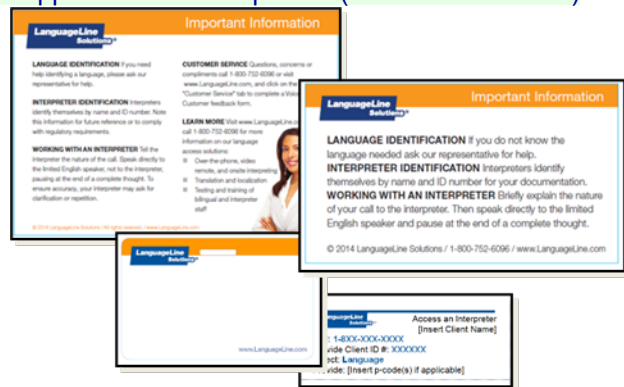 Important Information
LanguageLine
Solutions
LANGUAGE IDENTIFICATION If you need
help identifying a language, please ask our
representative for help.
INTERPRETER IDENTIFICATION Interpreters
identify themselves by name and ID number. Note
this information for future reference or to comply
with regulatory requirements.
WORKING WITH AN INTERPRETER Tell the
interpreter the nature of the call. Speak directly to
the limited English speaker, not to the interpreter,
pausing at the end of a complete thought. To
ensure accuracy, your interpreter may ask for
clarification or repetition.
CUSTOMER SERVICE Questions, concerns or
compliments call 1-800-752-6096 or visit
www.LanguageLine.com, and click on the
"Customer Service" tab to complete a Voice
Customer feedback form.
LEARN MORE Visit www.LanguageLine.co
call 1-800-752-6096 for more
information on our language
access solutions:
Over-the-phone, video
remote, and onsite interpreting
Translation and localization
Testing and training of
bilingual and interpreter
staff
© 2014 LanguageLine Solutions / All rights reserved. / www.LanguageLine.com
Important Information
LanguageLine
Solutions
LANGUAGE IDENTIFICATION If you do not know the
language needed ask our representative for help.
INTERPRETER IDENTIFICATION Interpreters identify
themselves by name and ID number for your documentation.
WORKING WITH AN INTERPRETER Briefly explain the nature
of your call to the interpreter. Then speak directly to the limited
English speaker and pause at the end of a complete thought.
© 2014 LanguageLine Solutions / 1-800-752-6096 / www.LanguageLine.com
LanguageLine
Solutions
www.LanguageLine.com
Solutions
Access an Interpreter
[Insert Client Name]
: 1-8XX-XXX-XXXX
vide Client ID #: XXXXXX
ect: Language
vide: [Insert p-code(s) if applicable]